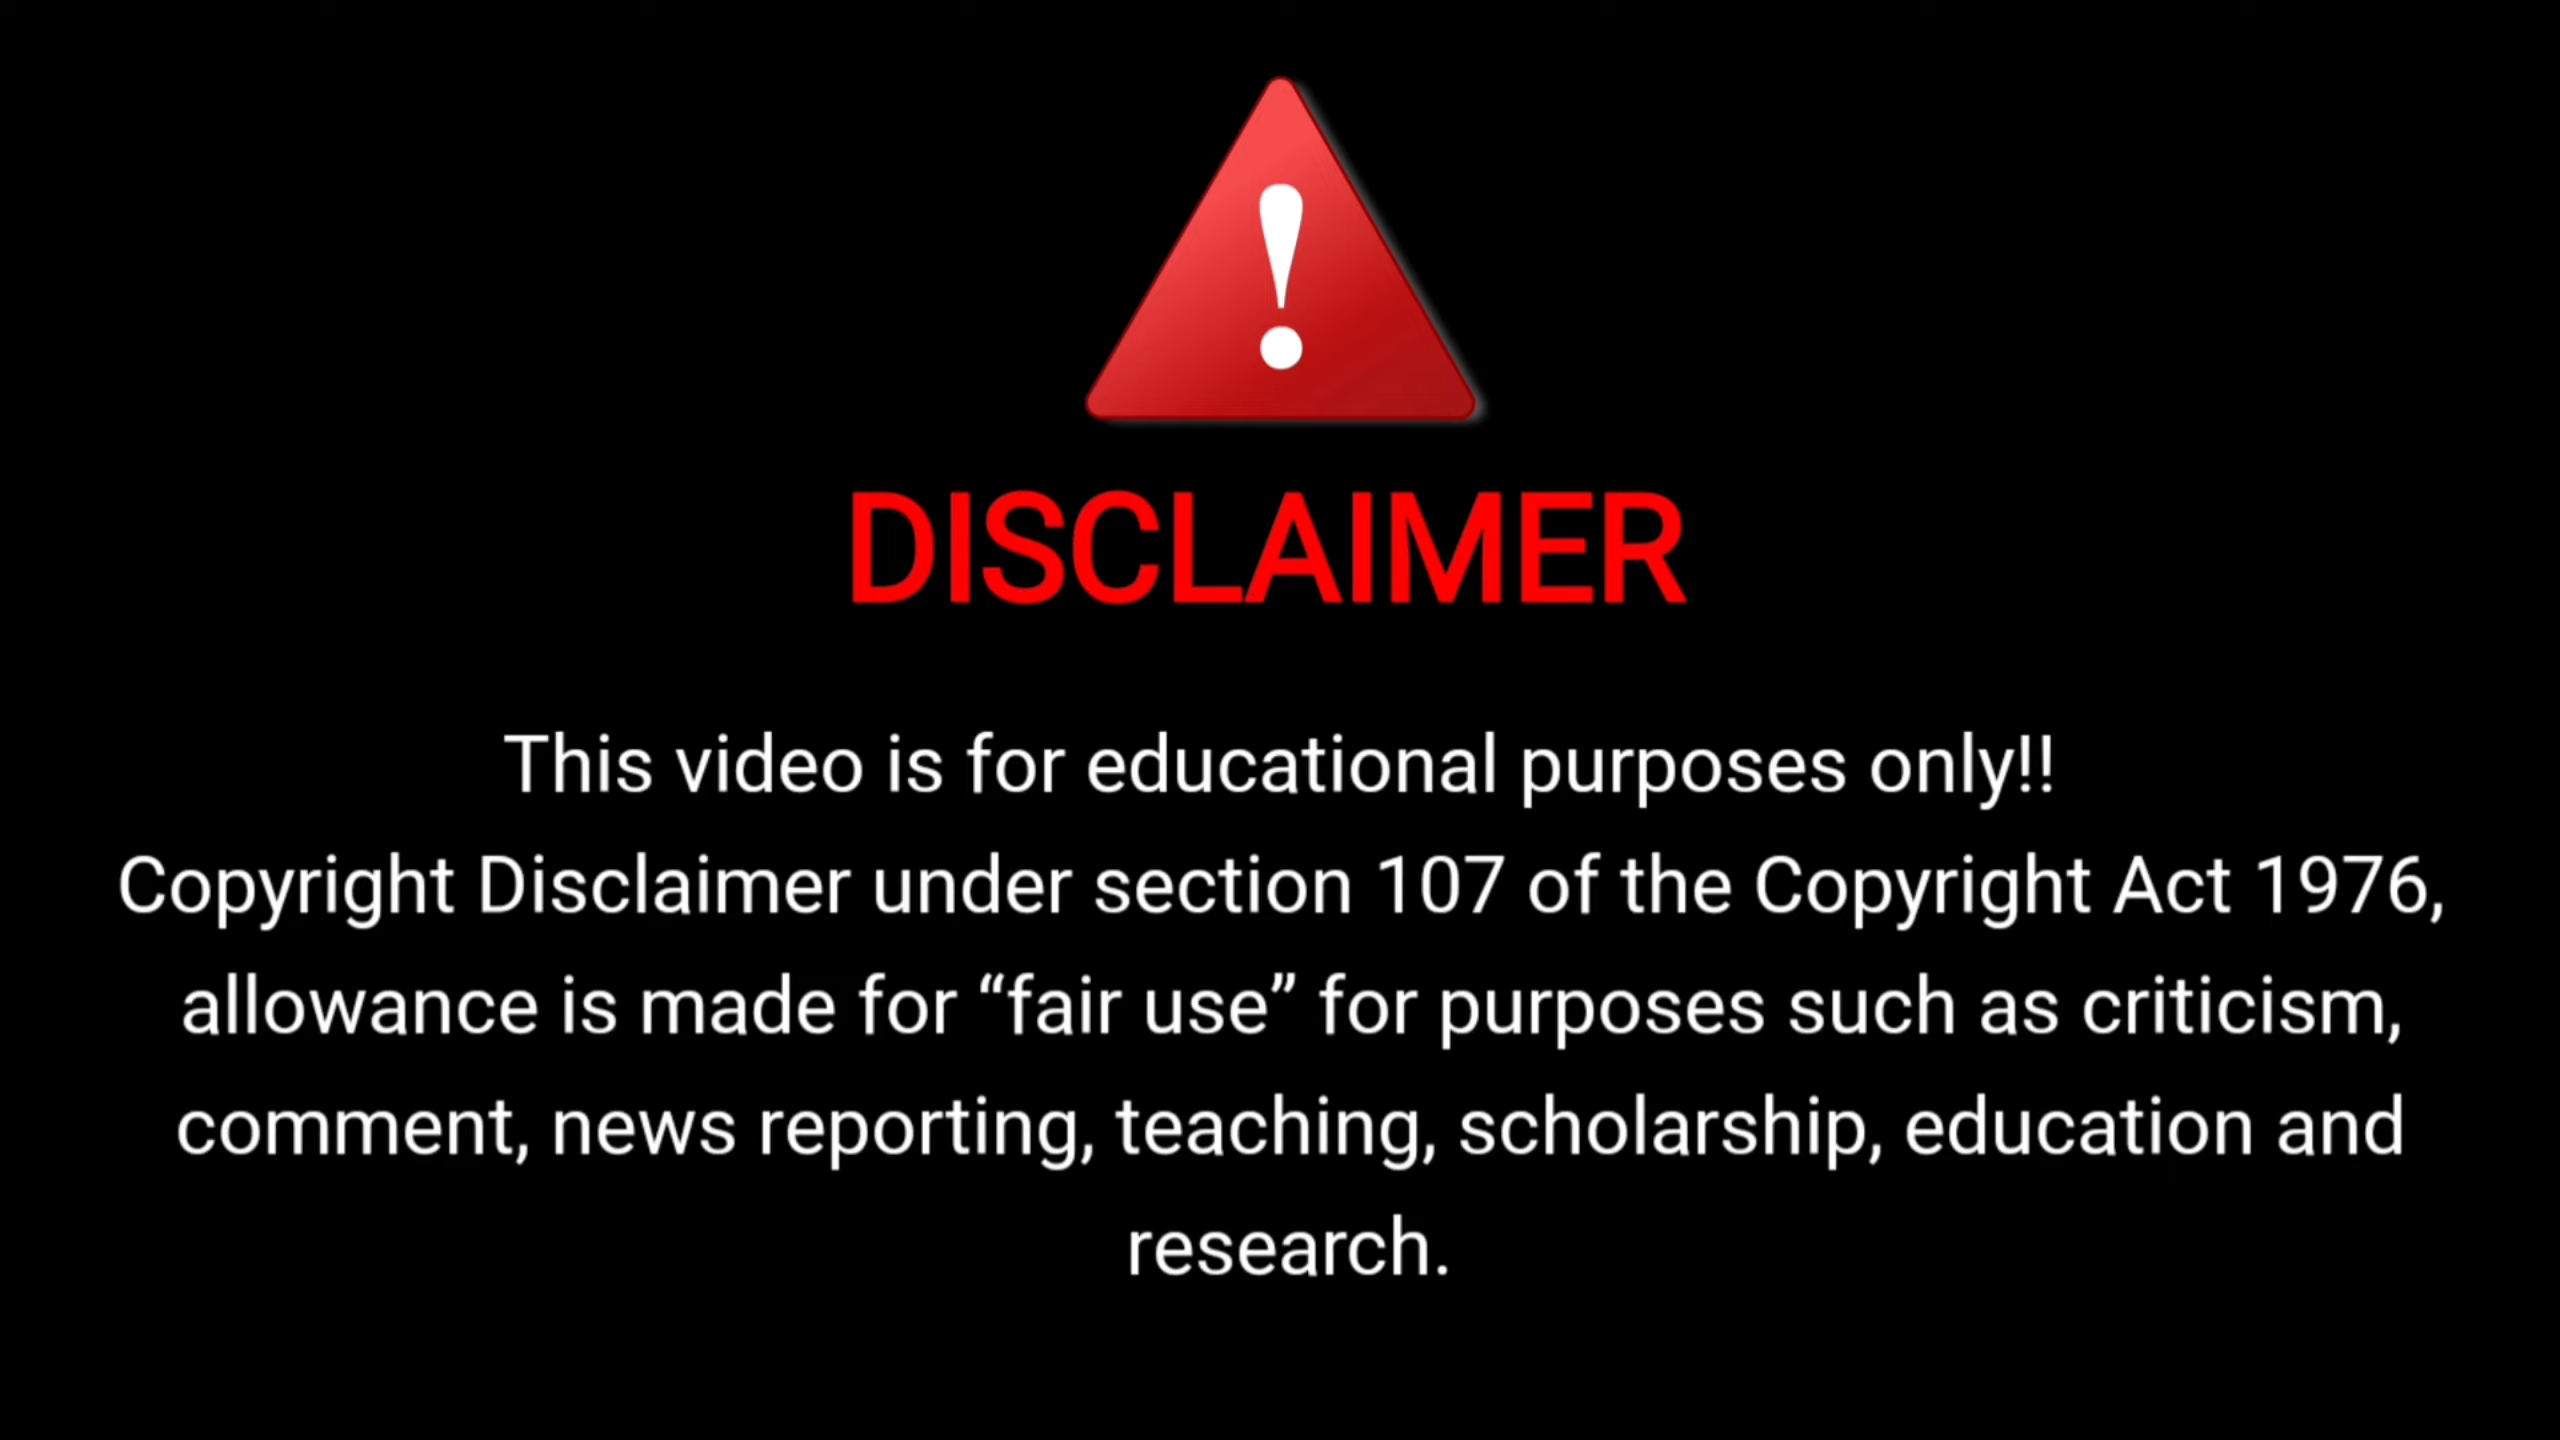 !
DISCLAIMER
This video is for educational purposes only!!
Copyright Disclaimer under section 107 of the Copyright Act 1976,
allowance is made for “fair use” for purposes such as criticism,
comment, news reporting, teaching, scholarship, education and
research.